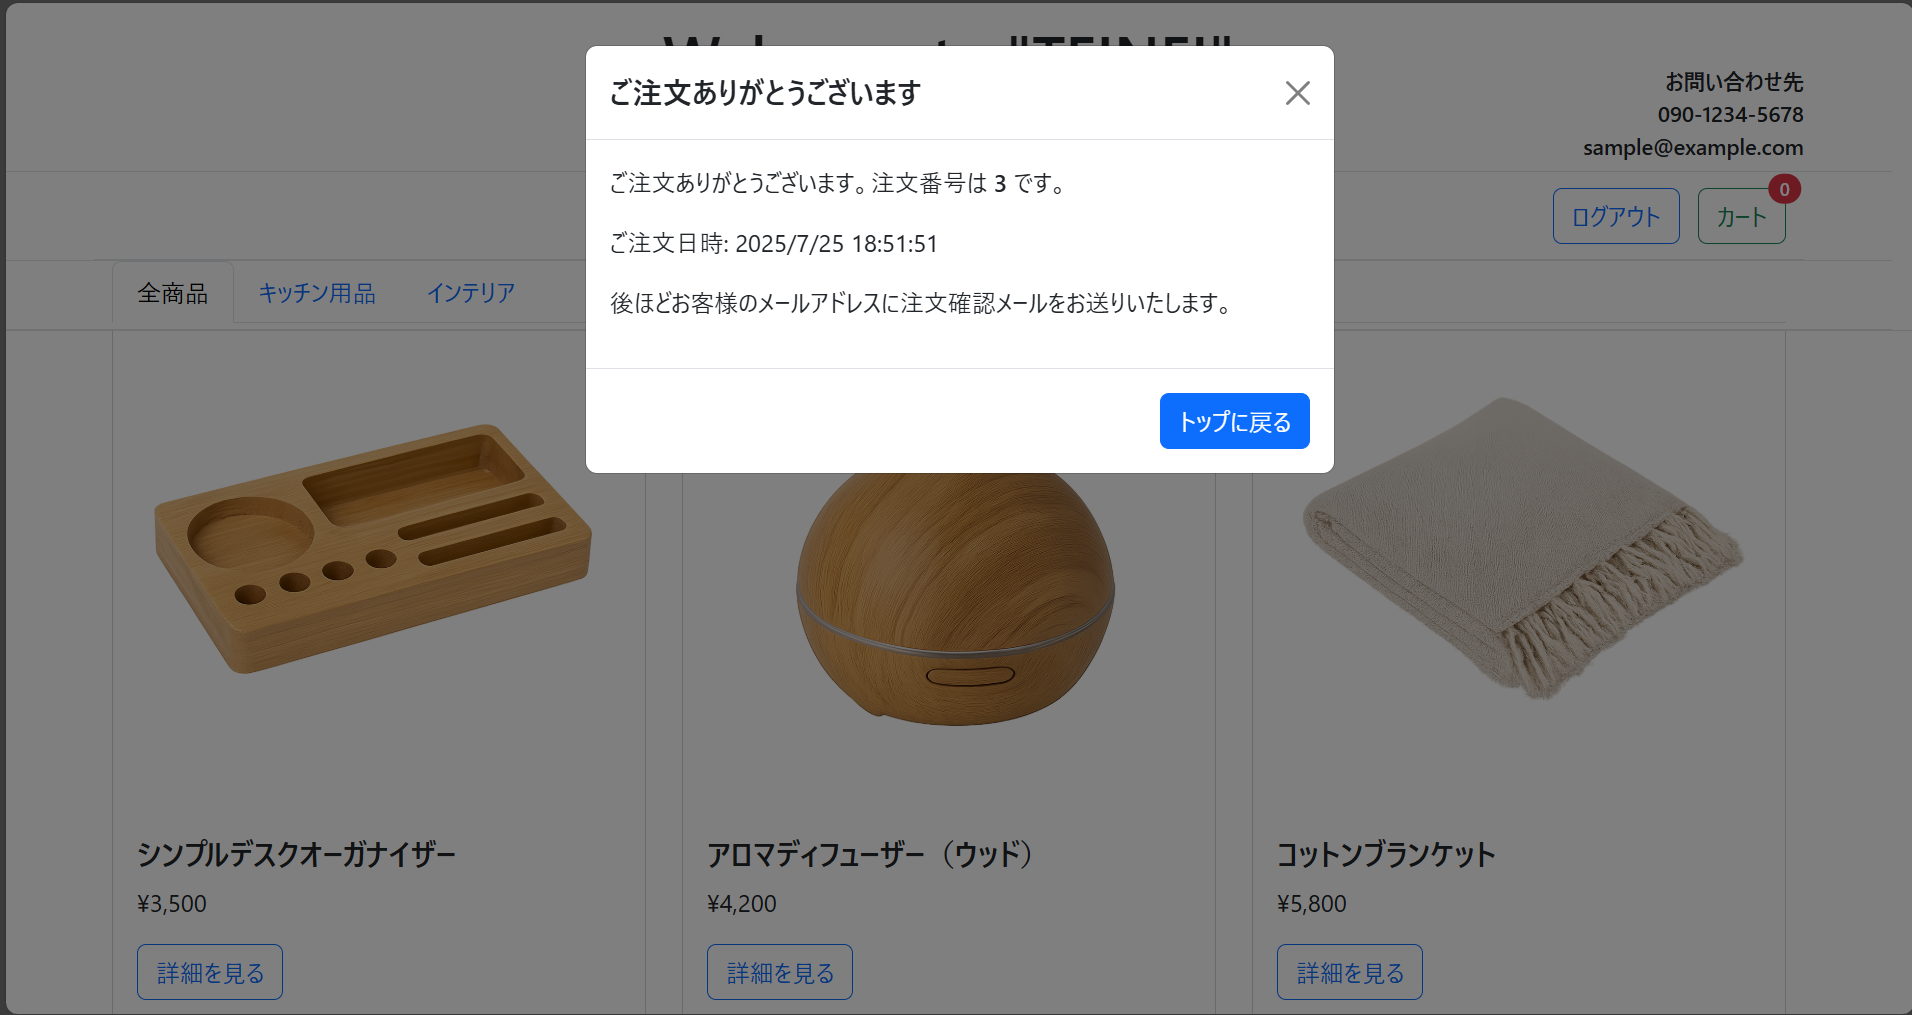 お問い合わせ先
090-1234-5678
sample@example.com
ログアウト
カート
0
全商品
キッチン用品
インテリア
ご注文ありがとうございます
ご注文ありがとうございます。注文番号は 3 です。
ご注文日時: 2025/7/25 18:51:51
後ほどお客様のメールアドレスに注文確認メールをお送りいたします。
トップに戻る
シンプルデスクオーガナイザー
¥3,500
詳細を見る
アロマディフューザー（ウッド）
¥4,200
詳細を見る
コットンブランケット
¥5,800
詳細を見る